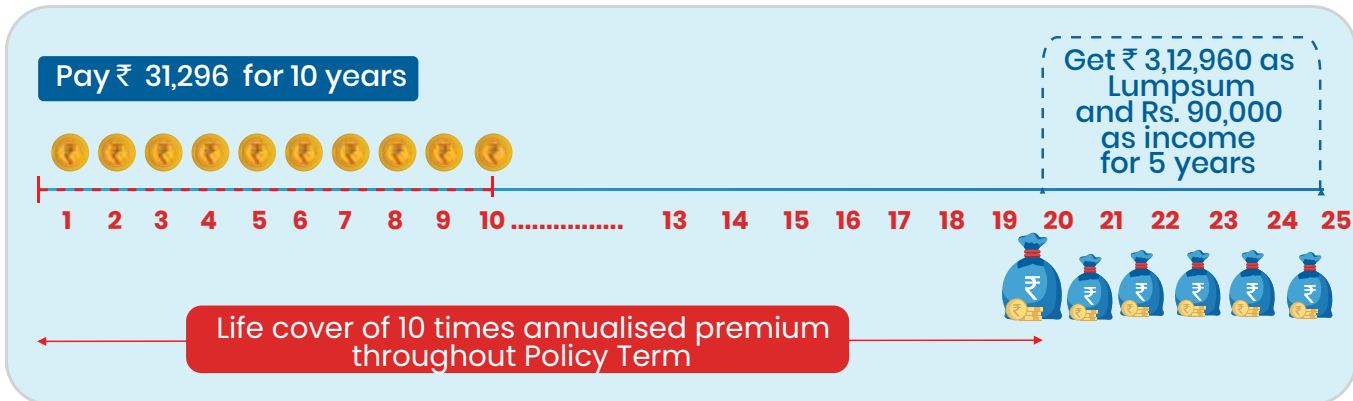 Pay ₹ 31,296 for 10 years
Get ₹ 3,12,960 as
Lumpsum
and Rs. 90,000
as income
for 5 years
1 2 3 4 5 6 7 8 9 10 ................ 13 14 15 16 17 18 19 20 21 22 23 24 25
Life cover of 10 times annualised premium
throughout Policy Term